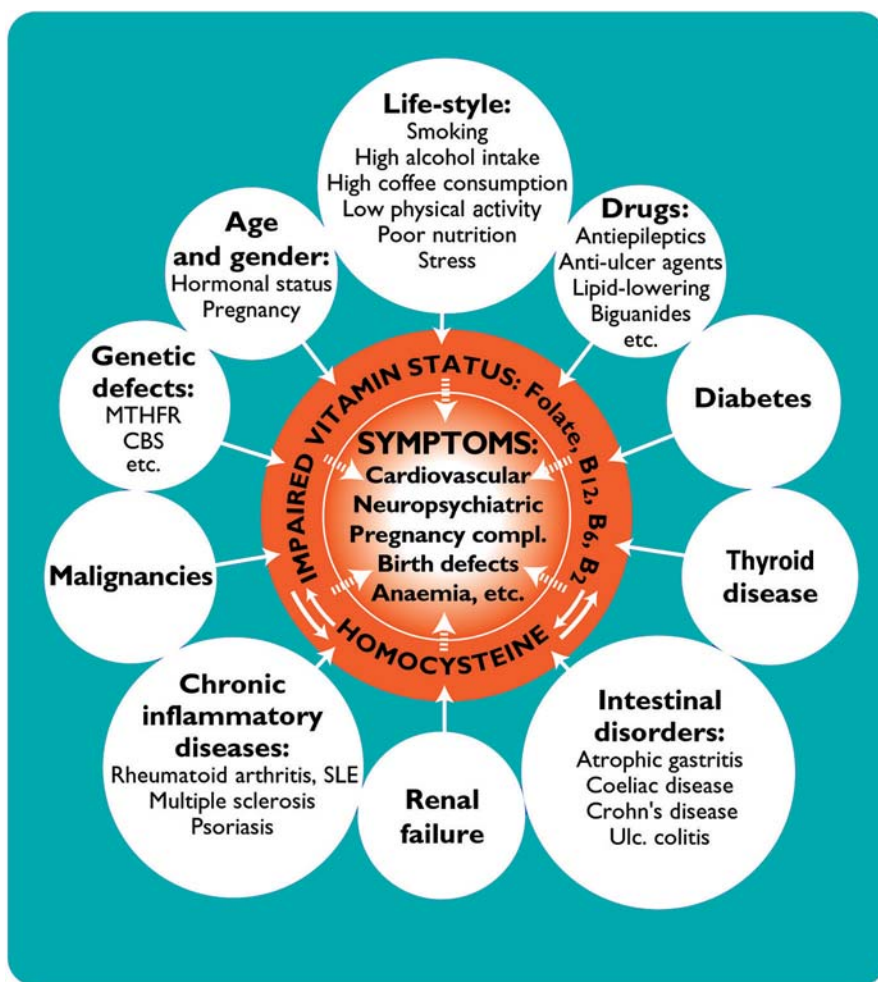 Life-style:
Smoking
High alcohol intake
High coffee consumption
Low physical activity
Poor nutrition
Stress
Drugs:
Antiepileptics
Anti-ulcer agents
Lipid-lowering
Biguanides
etc.
Diabetes
Thyroid
disease
Intestinal
disorders:
Atrophic gastritis
Coeliac disease
Crohn's disease
Ulc. colitis
Renal
failure
Chronic
inflammatory
diseases:
Rheumatoid arthritis, SLE
Multiple sclerosis
Psoriasis
Malignancies
Genetic
defects:
MTHFR
CBS
etc.
Age
and gender:
Hormonal status
Pregnancy
IMPAIRED VITAMIN STATUS: Folate, B12, B6, B2
HOMOCYSTEINE
SYMPTOMS:
Cardiovascular
Neuropsychiatric
Pregnancy compl.
Birth defects
Anaemia, etc.